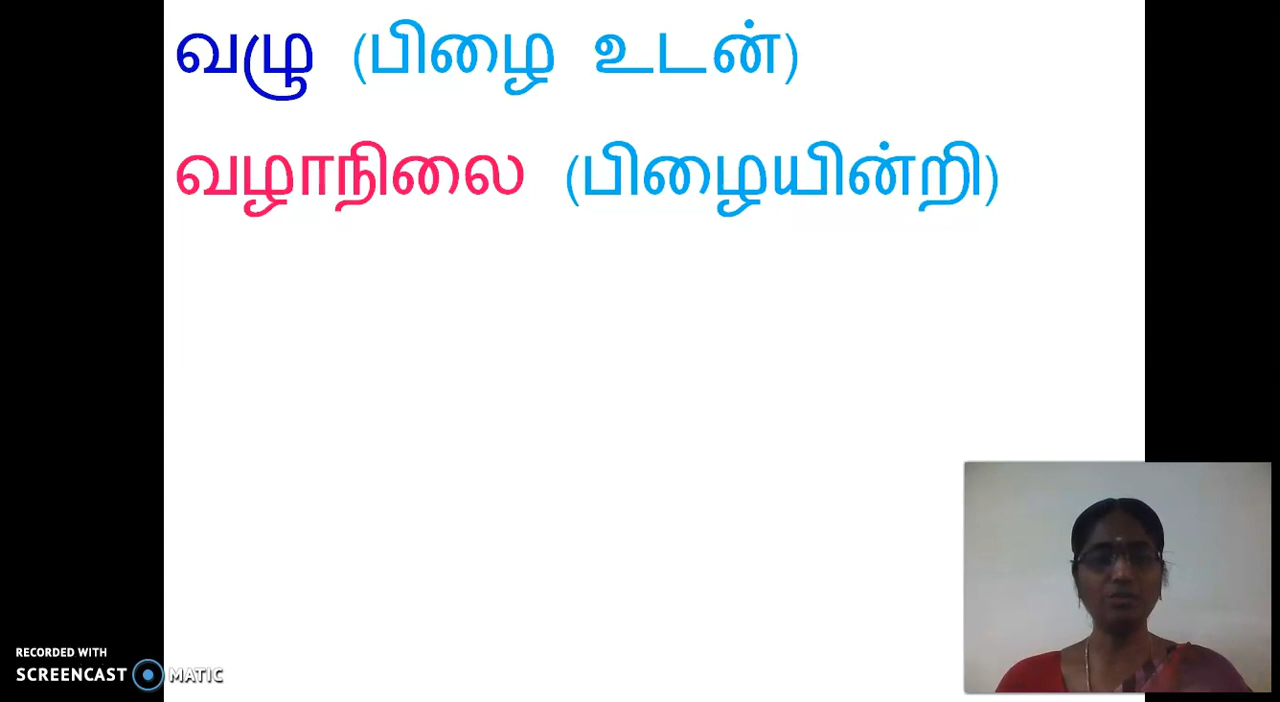 வழு (பிழை உடன்)
வழாநிலை (பிழையின்றி)
RECORDED WITH
SCREENCAST MATIC